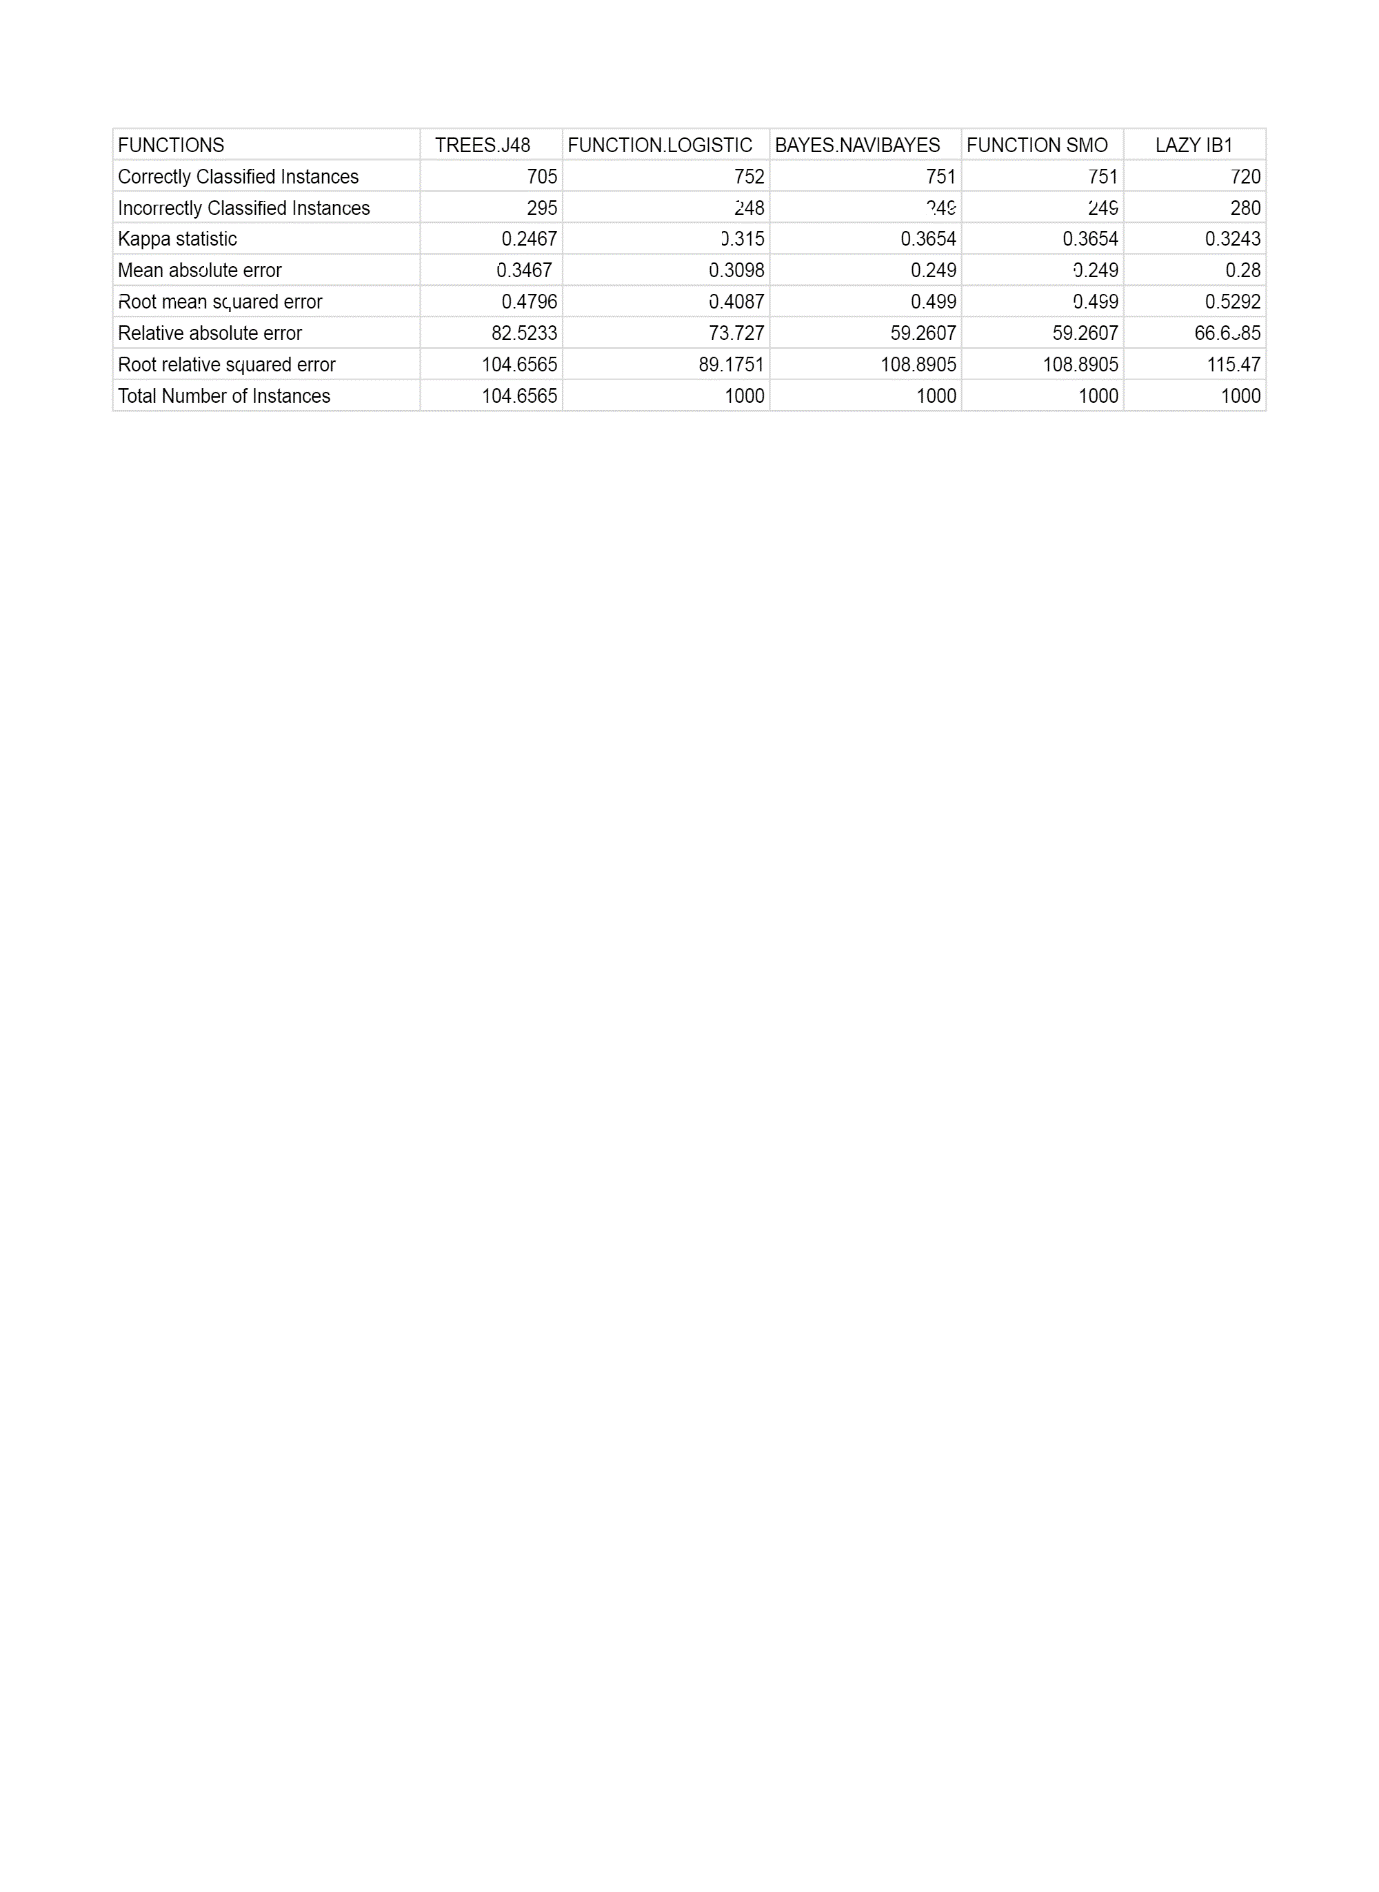 FUNCTIONS TREES.J48 FUNCTION.LOGISTIC BAYES.NAVIBAYES FUNCTION SMO LAZY IB1
Correctly Classified Instances 705 752 751 751 720
Incorrectly Classified Instances 295 248 249 249 280
Kappa statistic 0.2467 0.315 0.3654 0.3654 0.3243
Mean absolute error 0.3467 0.3098 0.249 0.249 0.28
Root mean squared error 0.4796 0.4087 0.499 0.499 0.5292
Relative absolute error 82.5233 73.727 59.2607 59.2607
Root relative squared error 104.6565 89.1751 108.8905 108.8905 115.47
Total Number of Instances 104.6565 1000 1000 1000 1000